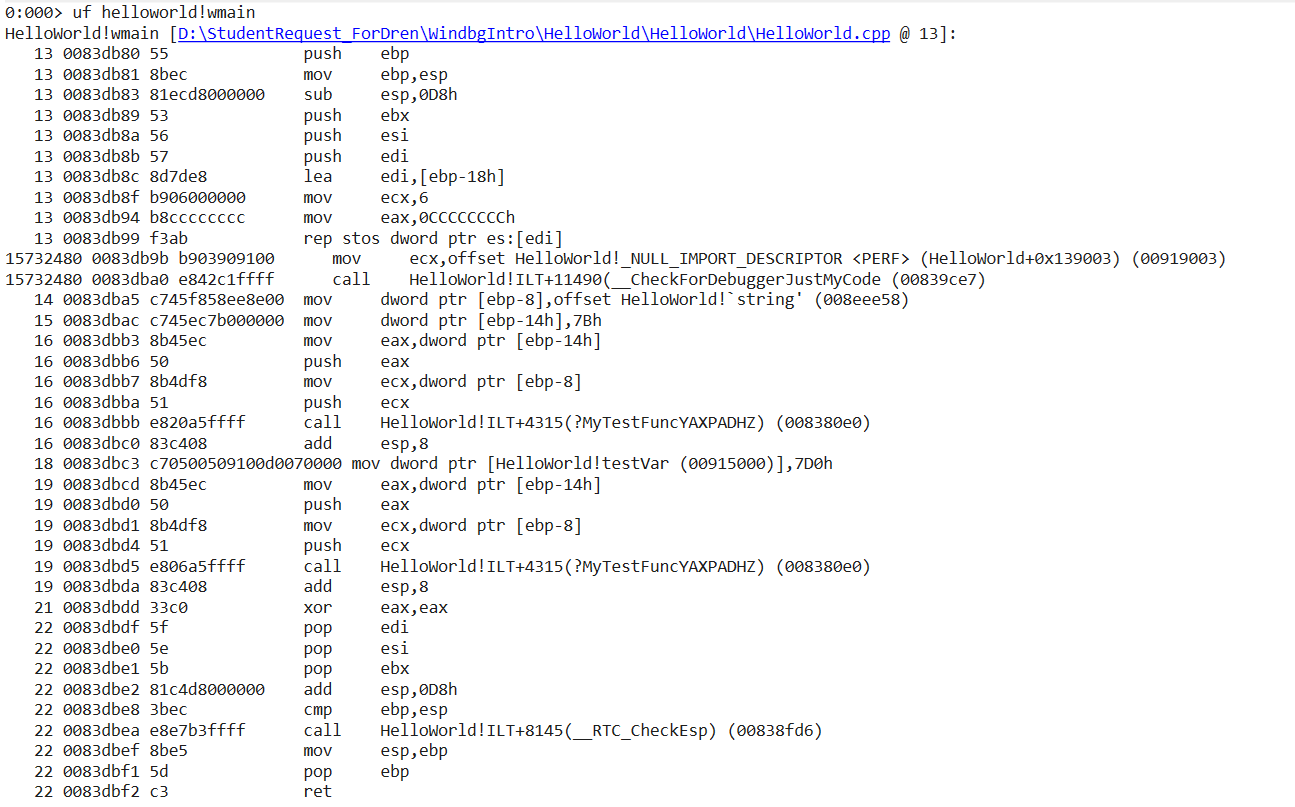 0:000> uf helloworld!wmain
HelloWorld!wmain [D:\StudentRequest_ForDren\WindbgIntro\HelloWorld\HelloWorld\HelloWorld.cpp @ 13]:
   13 0083db80 55              push    ebp
   13 0083db81 8bec            mov     ebp,esp
   13 0083db83 81ecd8000000    sub     esp,0D8h
   13 0083db89 53              push    ebx
   13 0083db8a 56              push    esi
   13 0083db8b 57              push    edi
   13 0083db8c 8d7de8          lea     edi,[ebp-18h]
   13 0083db8f b906000000      mov     ecx,6
   13 0083db94 b8cccccccc      mov     eax,0CCCCCCCCh
   13 0083db99 f3ab            rep stos dword ptr es:[edi]
15732480 0083db9b b903909100      mov     ecx,offset HelloWorld!_NULL_IMPORT_DESCRIPTOR <PERF> (HelloWorld+0x139003) (00919003)
15732480 0083dba0 e842c1ffff      call    HelloWorld!ILT+11490(__CheckForDebuggerJustMyCode (00839ce7)
   14 0083dba5 c745f858ee8e00  mov     dword ptr [ebp-8],offset HelloWorld!`string' (008eee58)
   15 0083dbac c745ec7b000000  mov     dword ptr [ebp-14h],7Bh
   16 0083dbb3 8b45ec          mov     eax,dword ptr [ebp-14h]
   16 0083dbb6 50              push    eax
   16 0083dbb7 8b4df8          mov     ecx,dword ptr [ebp-8]
   16 0083dbba 51              push    ecx
   16 0083dbbb e820a5ffff      call    HelloWorld!ILT+4315(?MyTestFuncYAXPADHZ) (008380e0)
   16 0083dbc0 83c408          add     esp,8
   18 0083dbc3 c70500509100d0070000 mov dword ptr [HelloWorld!testVar (00915000)],7D0h
   19 0083dbcd 8b45ec          mov     eax,dword ptr [ebp-14h]
   19 0083dbd0 50              push    eax
   19 0083dbd1 8b4df8          mov     ecx,dword ptr [ebp-8]
   19 0083dbd4 51              push    ecx
   19 0083dbd5 e806a5ffff      call    HelloWorld!ILT+4315(?MyTestFuncYAXPADHZ) (008380e0)
   19 0083dbda 83c408          add     esp,8
   21 0083dbdd 33c0            xor     eax,eax
   22 0083dbdf 5f              pop     edi
   22 0083dbe0 5e              pop     esi
   22 0083dbe1 5b              pop     ebx
   22 0083dbe2 81c4d8000000    add     esp,0D8h
   22 0083dbe8 3bec            cmp     ebp,esp
   22 0083dbea e8e7b3ffff      call    HelloWorld!ILT+8145(__RTC_CheckEsp) (00838fd6)
   22 0083dbef 8be5            mov     esp,ebp
   22 0083dbf1 5d              pop     ebp
   22 0083dbf2 c3              ret